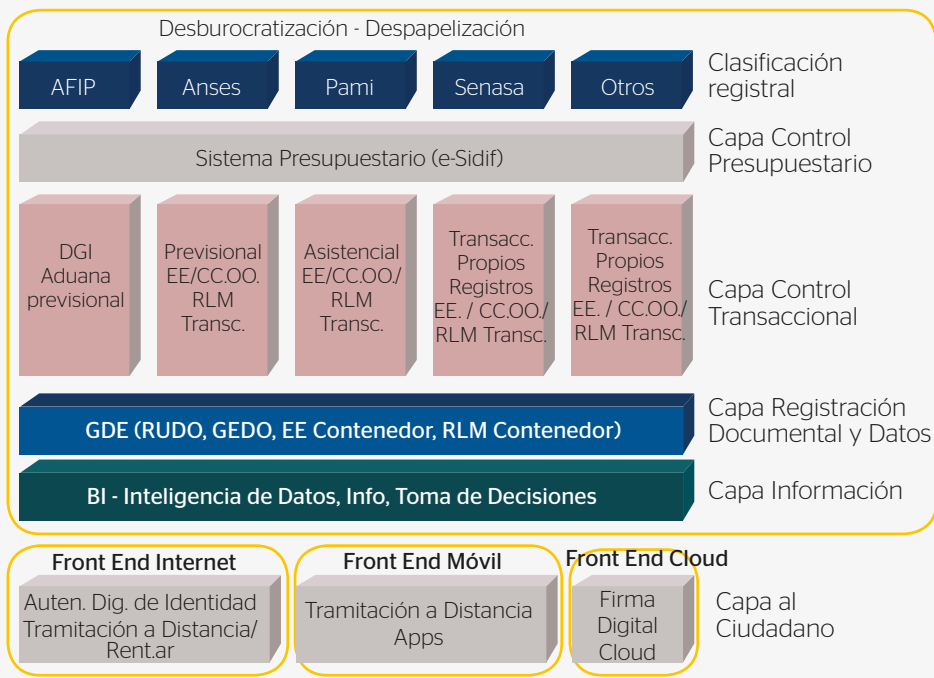 Desburocratización - Despapelización
AFIP
Anses
Pami
Senasa
Otros
Clasificación
registral
Sistema Presupuestario (e-Sidif)
Capa Control
Presupuestario
DGI
Aduana
previsional
Previsional
EE/CC.OO.
RLM
Transc.
Asistencial
EE/CC.OO./
RLM
Transc.
Transacc.
Propios
Registros
EE. / CC.OO./
RLM Transc.
Transacc.
Propios
Registros
EE. / CC.OO./
RLM Transc.
Capa Control
Transaccional
GDE (RUDO, GEDO, EE Contenedor, RLM Contenedor)
Capa Registración
Documental y Datos
BI - Inteligencia de Datos, Info, Toma de Decisiones
Capa Información
Front End Internet
Auten. Dig. de Identidad
Tramitación a Distancia/
Rent.ar
Front End Móvil
Tramitación a Distancia
Apps
Front End Cloud
Firma
Digital
Cloud
Capa al
Ciudadano